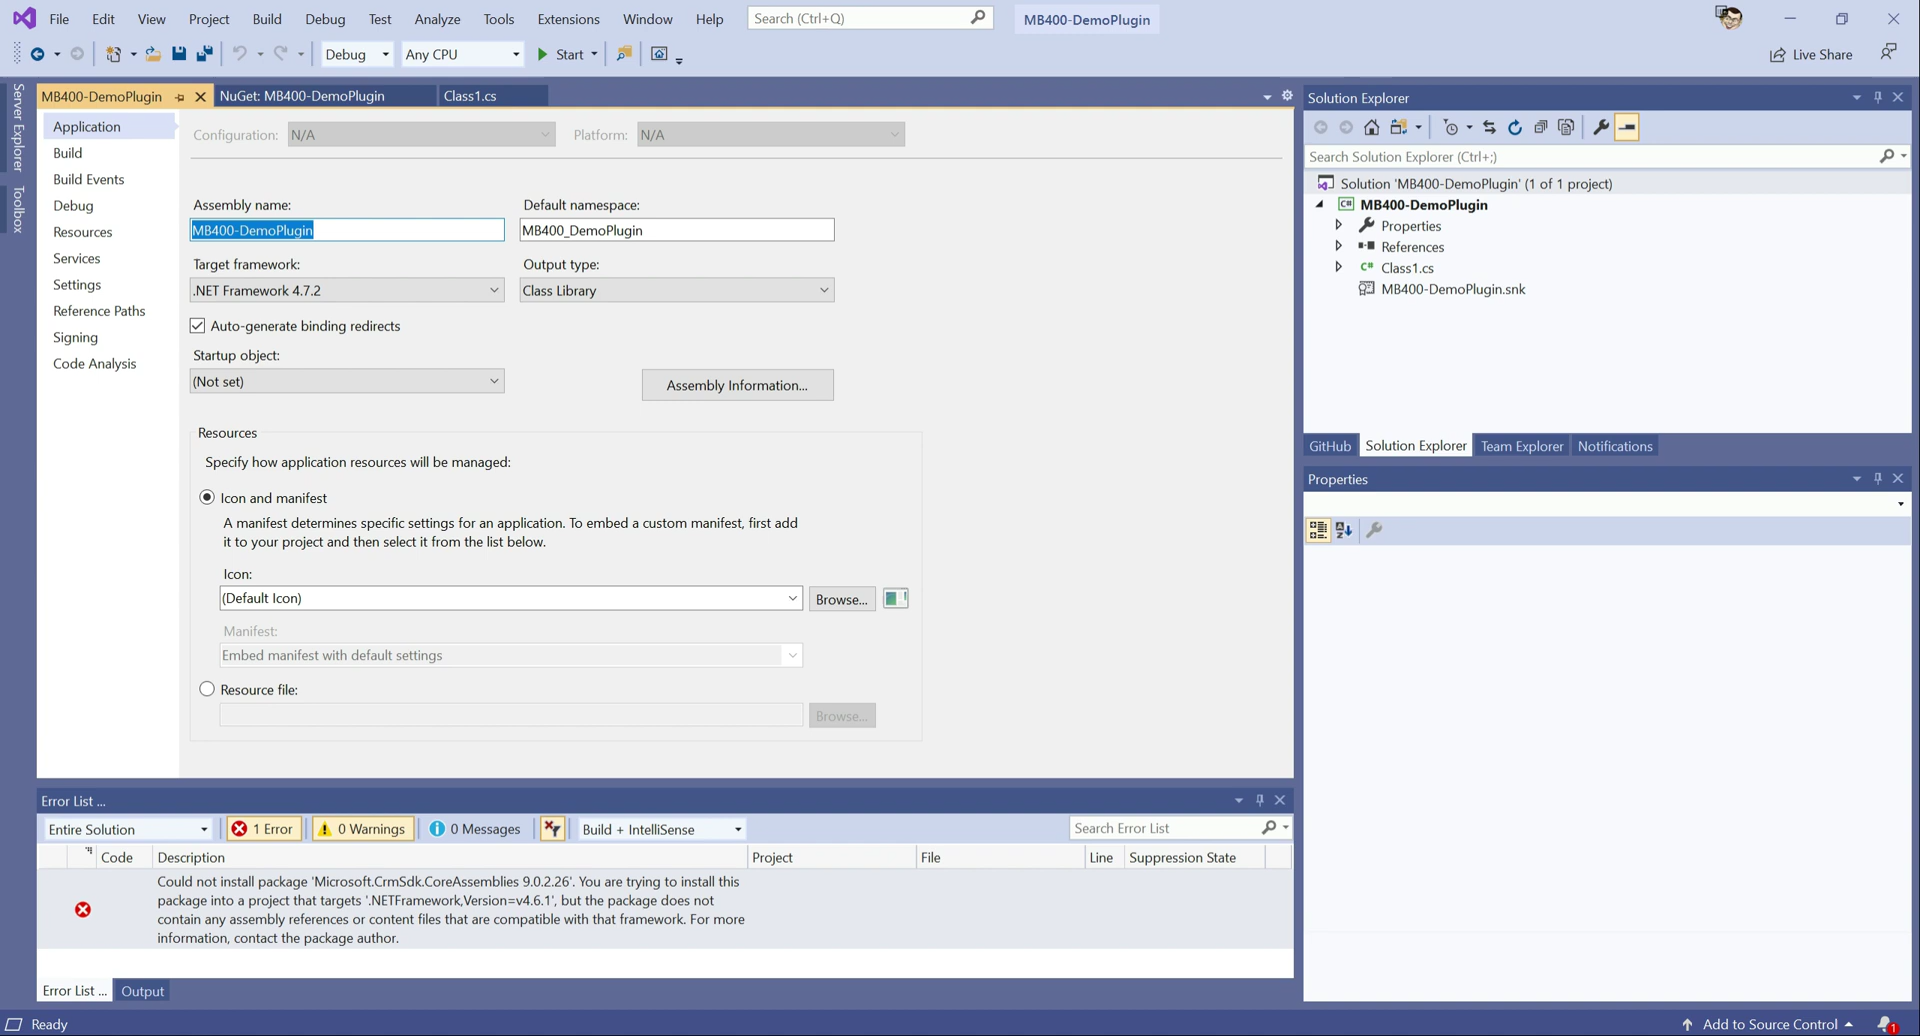 File Edit View Project Build Debug Test Analyze Tools Extensions Window Help Search (Ctrl+Q) MB400-DemoPlugin
Debug Any CPU Start Live Share
Server Explorer
Toolbox
MB400-DemoPlugin NuGet: MB400-DemoPlugin Class1.cs
Application
Build
Build Events
Debug
Resources
Services
Settings
Reference Paths
Signing
Code Analysis
Configuration: N/A Platform: N/A
Assembly name: Default namespace:
MB400-DemoPlugin MB400_DemoPlugin
Target framework: Output type:
.NET Framework 4.7.2 Class Library
Auto-generate binding redirects
Startup object:
(Not set) Assembly Information...
Resources
Specify how application resources will be managed:
Icon and manifest
A manifest determines specific settings for an application. To embed a custom manifest, first add
it to your project and then select it from the list below.
Icon:
(Default Icon) Browse...
Manifest:
Embed manifest with default settings
Resource file:
Browse...
Solution Explorer
Search Solution Explorer (Ctrl+;)
Solution 'MB400-DemoPlugin' (1 of 1 project)
C# MB400-DemoPlugin
Properties
References
C# Class1.cs
MB400-DemoPlugin.snk
GitHub Solution Explorer Team Explorer Notifications
Properties
Error List ...
Entire Solution 1 Error 0 Warnings 0 Messages Build + IntelliSense Search Error List
Code Description Project File Line Suppression State
Could not install package 'Microsoft.CrmSdk.CoreAssemblies 9.0.2.26'. You are trying to install this
package into a project that targets '.NETFramework,Version=v4.6.1', but the package does not
contain any assembly references or content files that are compatible with that framework. For more
information, contact the package author.
Error List ... Output
Ready Add to Source Control 1